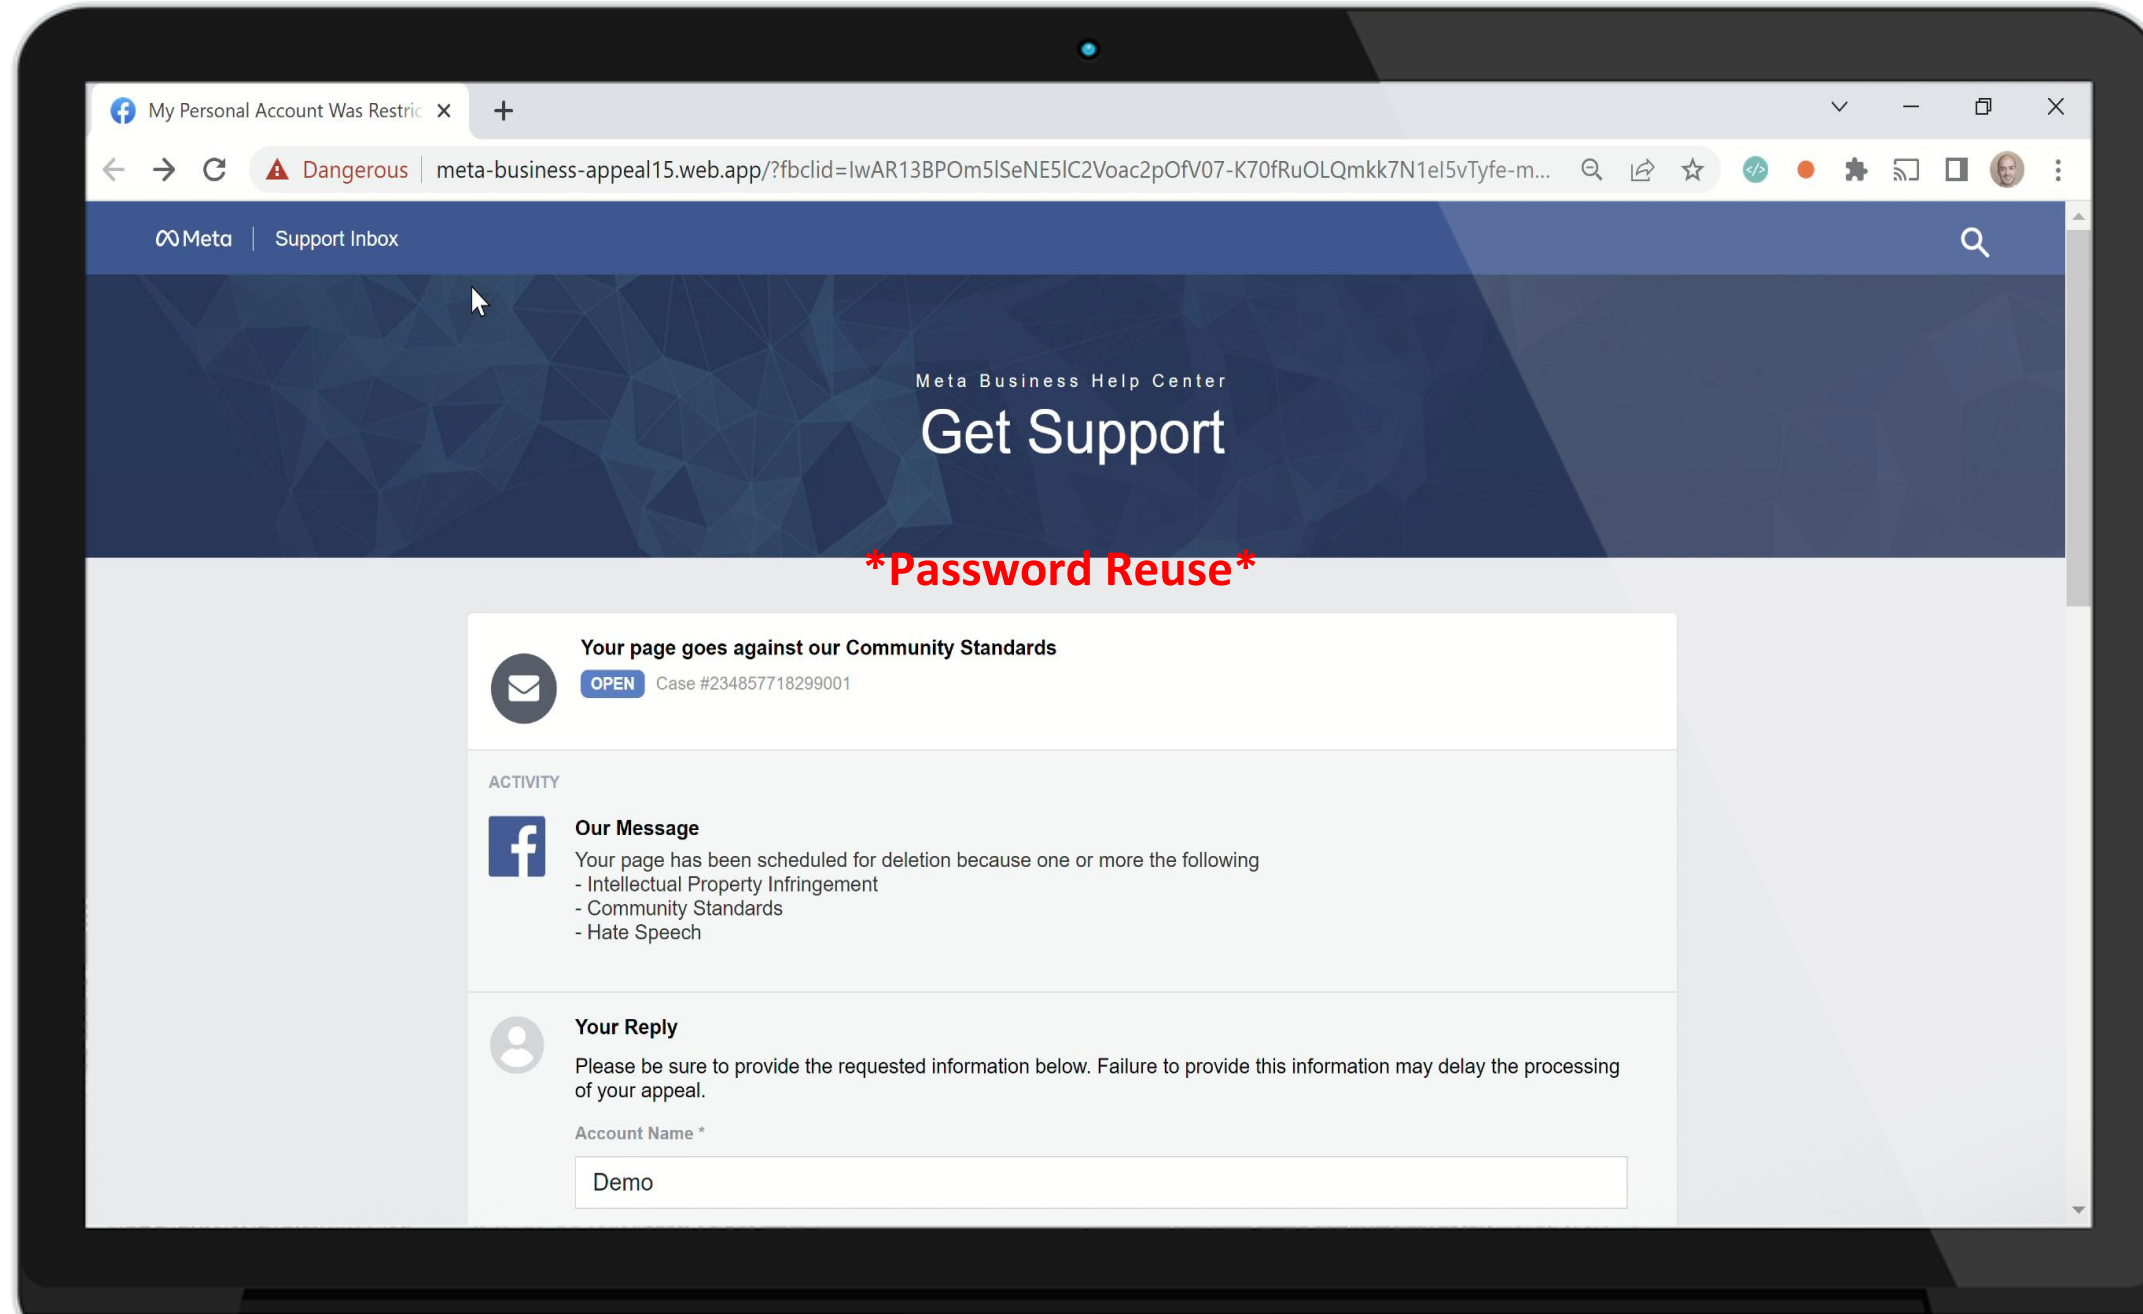 My Personal Account Was Restric
Dangerous
meta-business-appeal15.web.app/?fbclid=IwAR13BPOm5lSeNE5lC2Voac2pOfV07-K70fRuOLQmkk7N1eI5vTyfe-m...
Meta
Support Inbox
Meta Business Help Center
Get Support
*Password Reuse*
Your page goes against our Community Standards
OPEN Case #234857718299001
ACTIVITY
Our Message
Your page has been scheduled for deletion because one or more the following
- Intellectual Property Infringement
- Community Standards
- Hate Speech
Your Reply
Please be sure to provide the requested information below. Failure to provide this information may delay the processing
of your appeal.
Account Name *
Demo